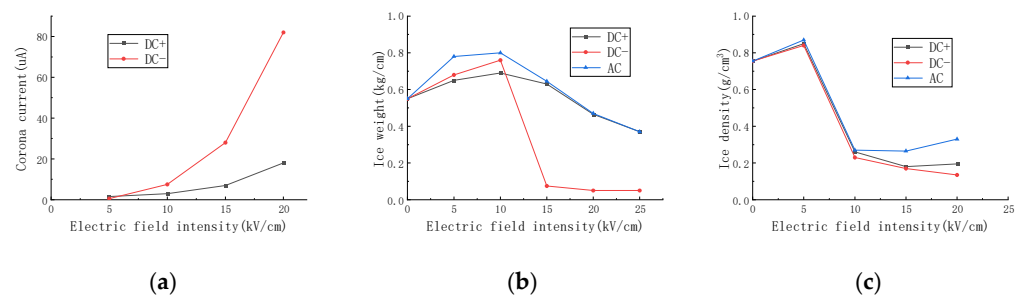 DC+
DC−
80
60
40
20
0
0
5
10
15
20
Corona current(uA)
Electric field intensity(kV/cm)
(a)
DC+
DC−
AC
1.0
0.8
0.6
0.4
0.2
0.0
0
5
10
15
20
25
Ice weight(kg/cm)
Electric field intensity(kV/cm)
(b)
DC+
DC−
AC
1.0
0.8
0.6
0.4
0.2
0.0
0
5
10
15
20
Ice density(g/cm³)
Electric field intensity(kV/cm)
(c)